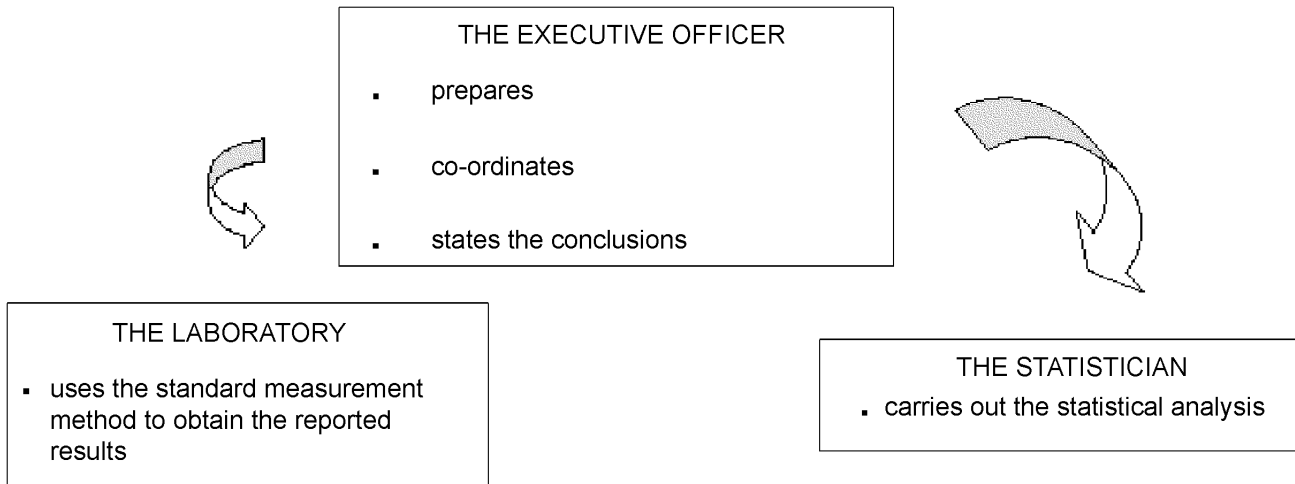 THE EXECUTIVE OFFICER
▪ prepares
▪ co-ordinates
▪ states the conclusions
THE LABORATORY
▪ uses the standard measurement
method to obtain the reported
results
THE STATISTICIAN
▪ carries out the statistical analysis